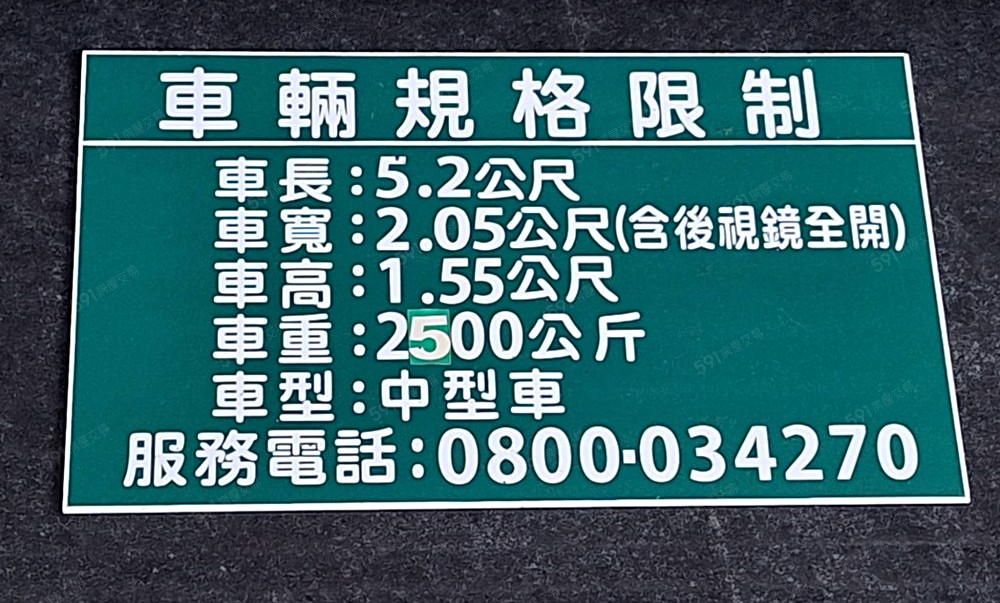 車輛規格限制
車長:5.2公尺
車寬:2.05公尺(含後視鏡全開)
車高:1.55公尺
車重:2500公斤
車型:中型車
服務電話:0800-034270